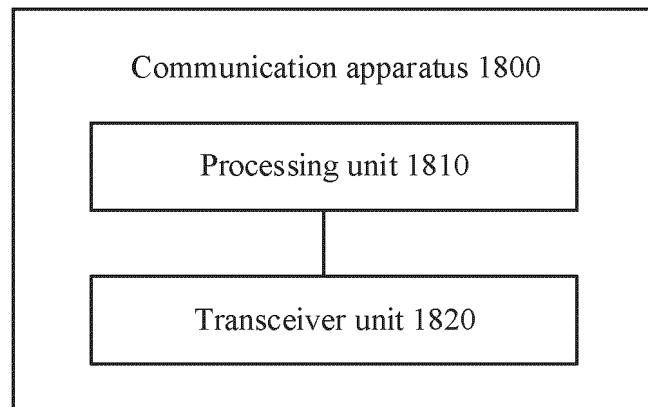 Communication apparatus 1800
Processing unit 1810
Transceiver unit 1820